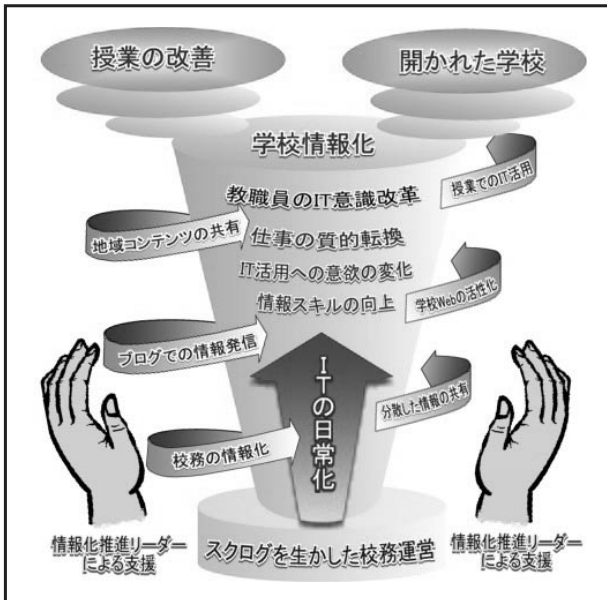 授業の改善
開かれた学校
学校情報化
教職員のIT意識改革
授業でのIT活用
地域コンテンツの共有
仕事の質的転換
IT活用への意欲の変化
情報スキルの向上
学校Webの活性化
ブログでの情報発信
ITの日常化
分散した情報の共有
校務の情報化
情報化推進リーダー
による支援
スクログを生かした校務運営
情報化推進リーダー
による支援